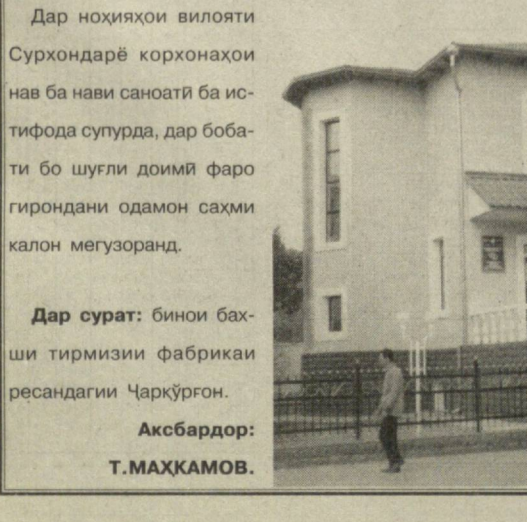 Дар ноҳияҳои вилояти
Сурхондарё корхонаҳои
нав ба нави саноатӣ ба ис-
тифода супурда, дар боба-
ти бо шуғли доимӣ фаро
гирондани одамон саҳми
калон мегузоранд.
Дар сурат: бинои бах-
ши тирмизии фабрикаи
ресандагии Ҷарқӯрғон.
Аксбардор:
Т.МАҲКАМОВ.